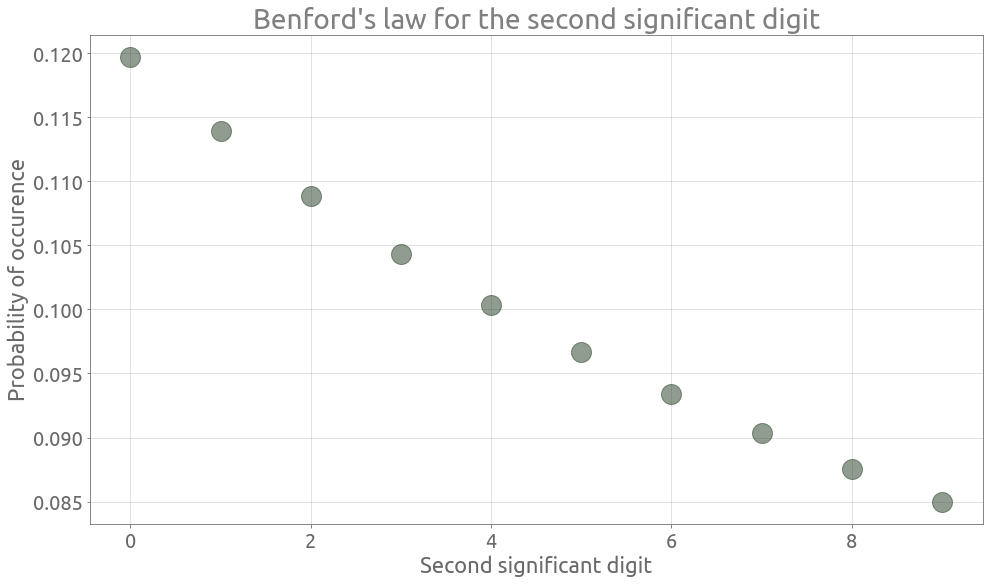 Benford's law for the second significant digit
Probability of occurence
0.120
0.115
0.110
0.105
0.100
0.095
0.090
0.085
0 2 4 6 8
Second significant digit